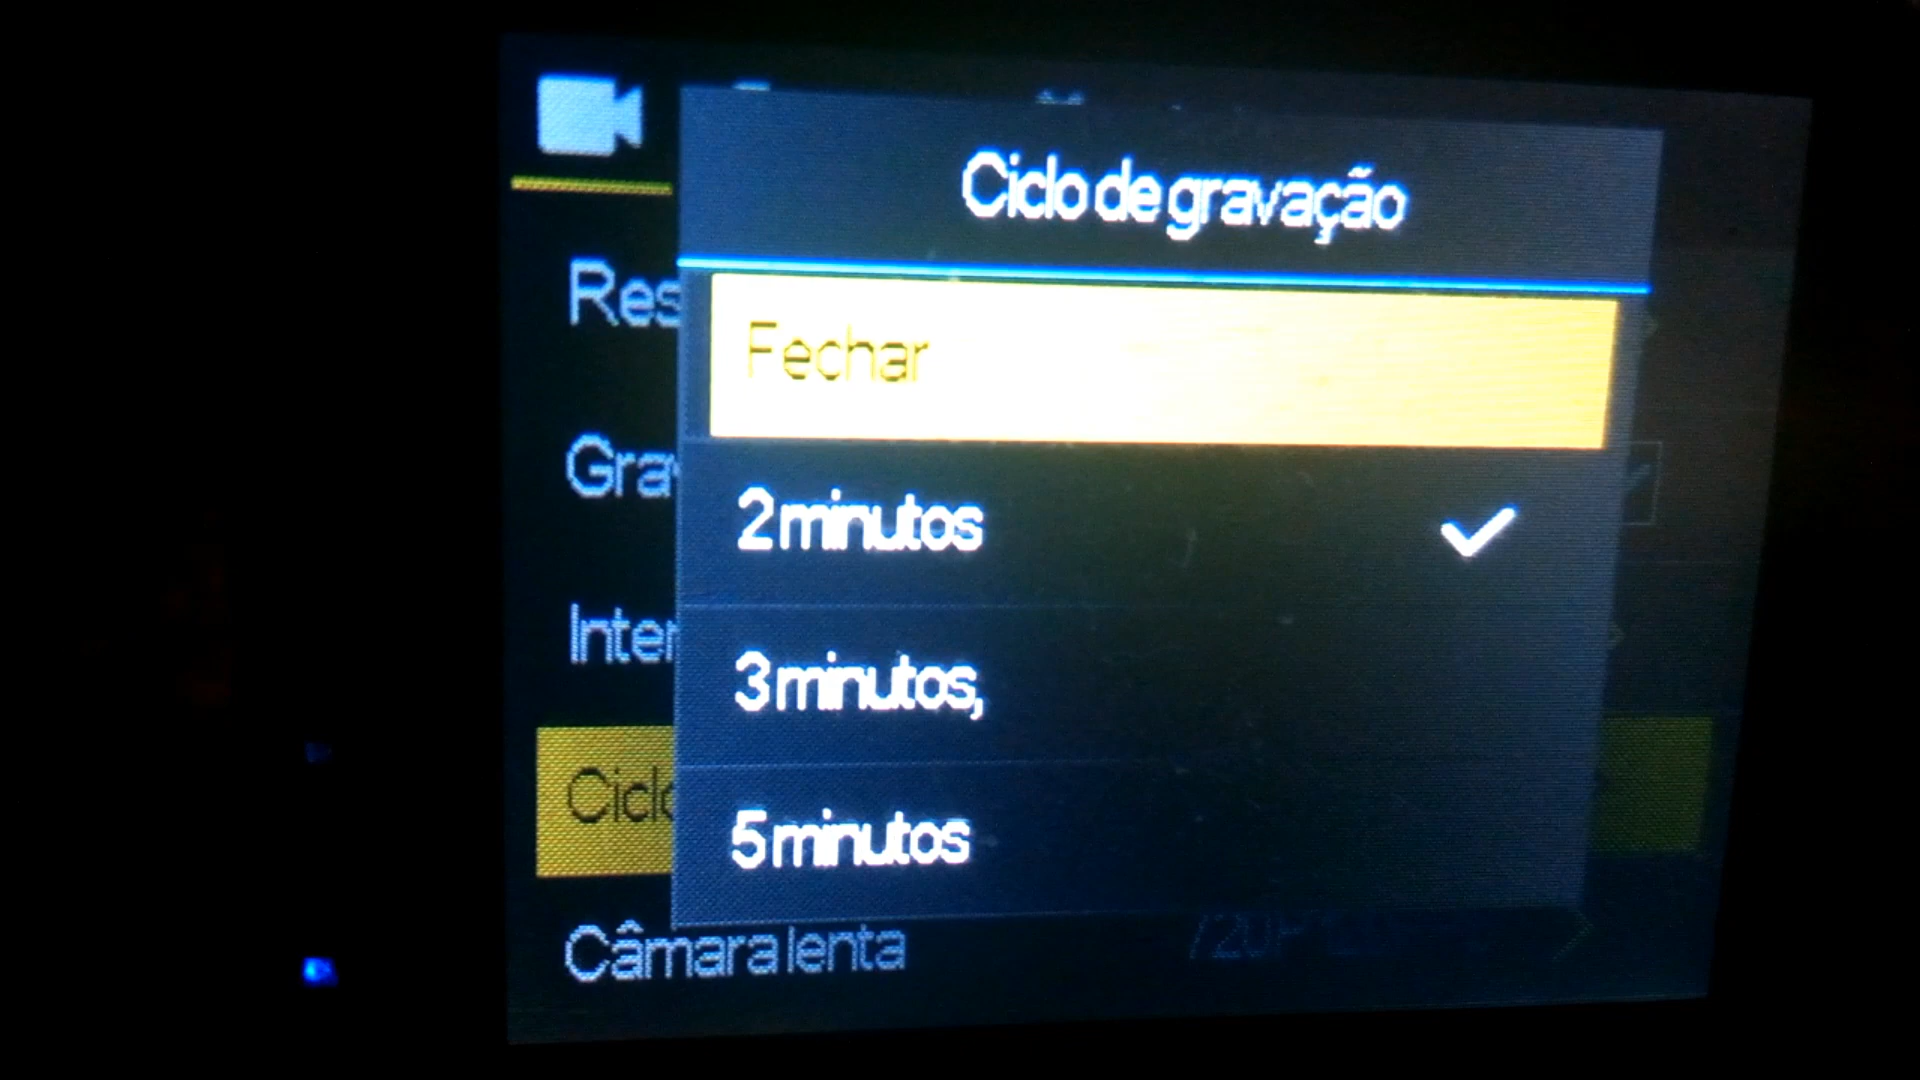 Ciclo de gravação
Res
Fechar
Gra
2 minutos
Inter
3 minutos,
Ciclo
5 minutos
Câmara lenta